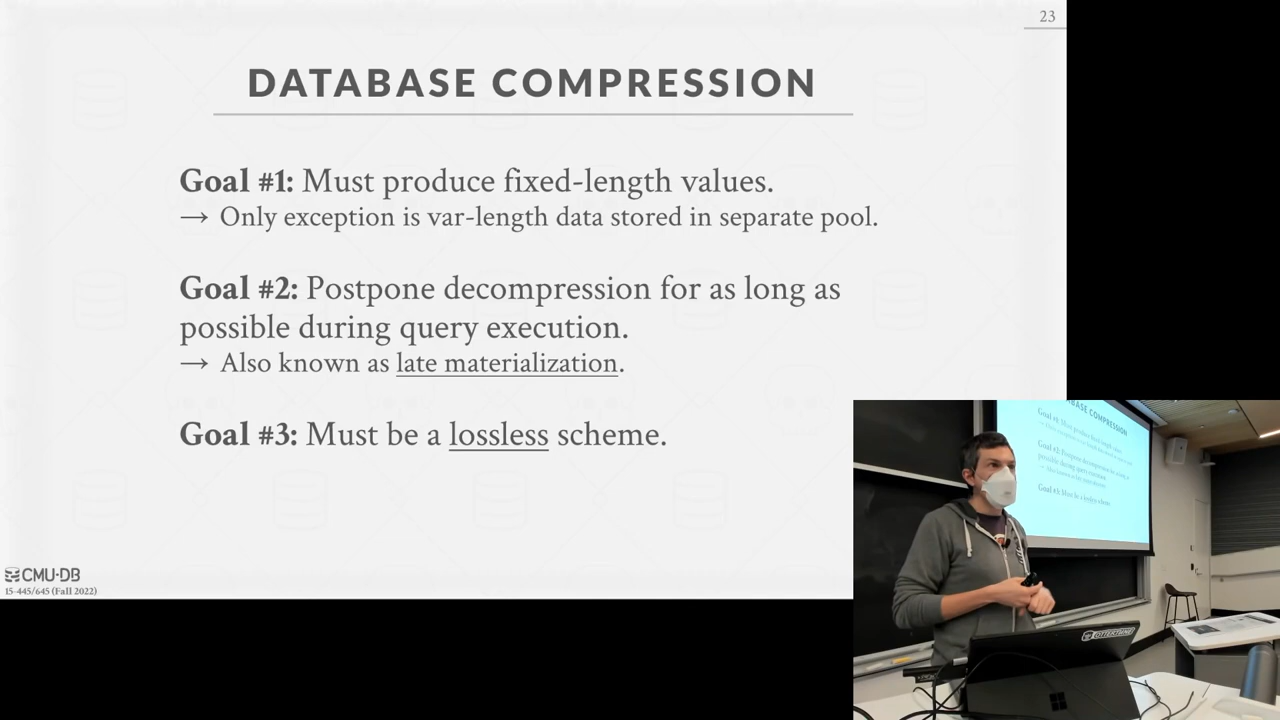 23
DATABASE COMPRESSION
Goal #1: Must produce fixed-length values.
→ Only exception is var-length data stored in separate pool.
Goal #2: Postpone decompression for as long as
possible during query execution.
→ Also known as late materialization.
Goal #3: Must be a lossless scheme.
CMU·DB
15-445/645 (Fall 2022)